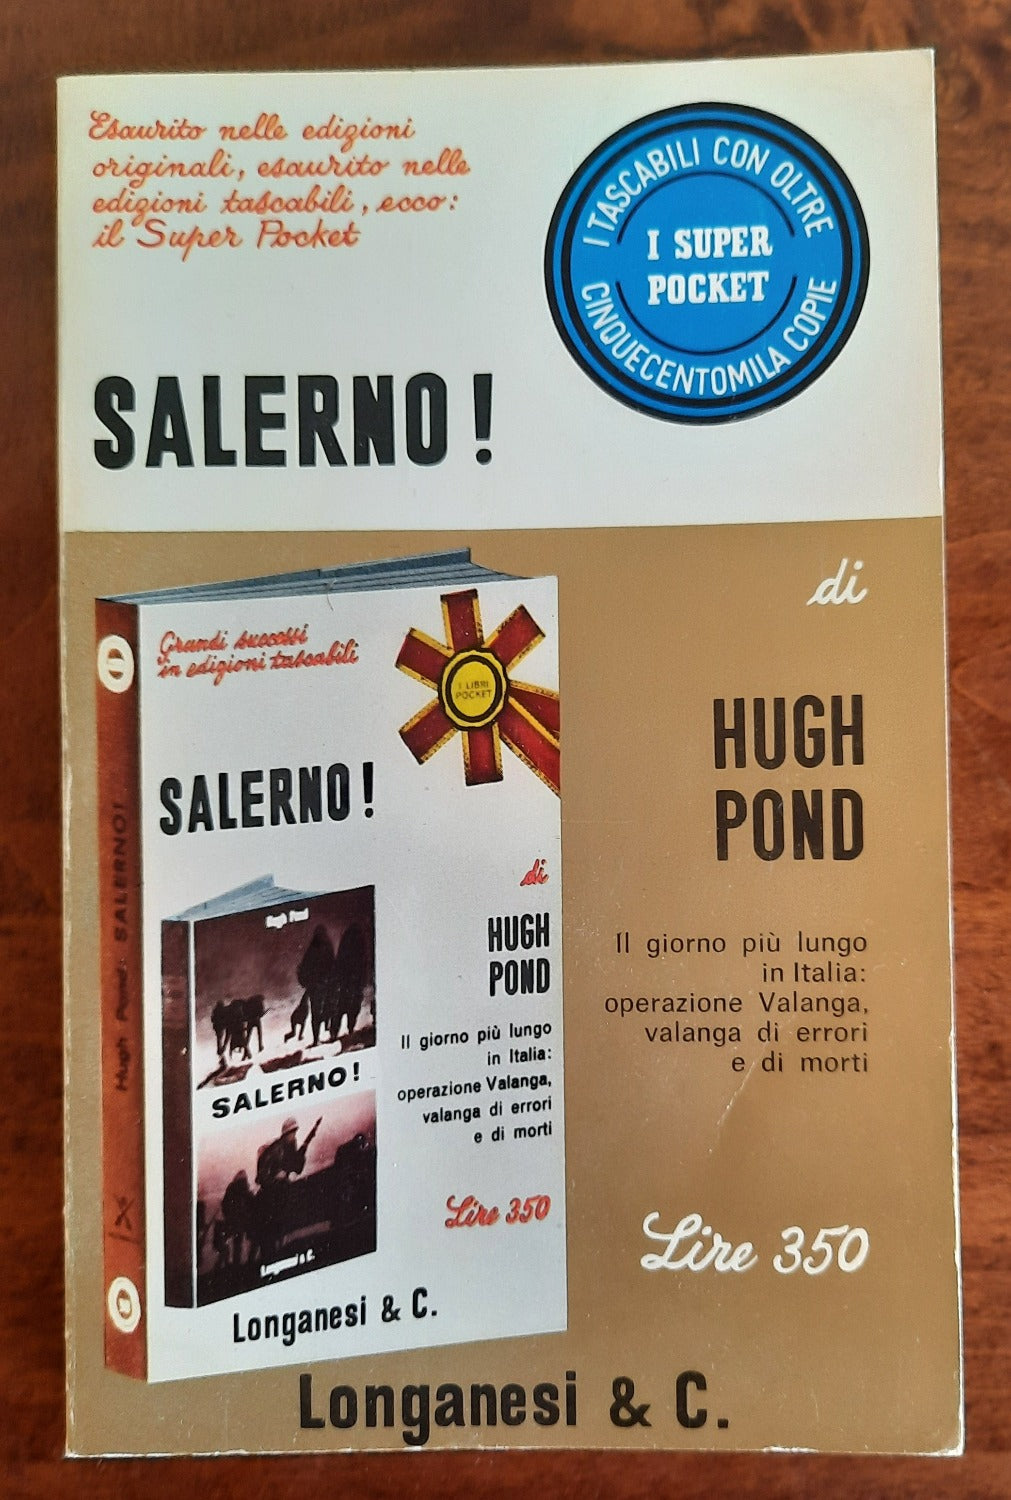 Esaurito nelle edizioni
originali, esaurito nelle
edizioni tascabili, ecco:
il Super Pocket
I TASCABILI CON OLTRE
I SUPER
POCKET
CINQUECENTOMILA COPIE
SALERNO!
di
HUGH
POND
Il giorno più lungo
in Italia:
operazione Valanga,
valanga di errori
e di morti
Lire 350
Grandi successi
in edizioni tascabili
I LIBRI
POCKET
SALERNO!
di
HUGH
POND
Il giorno più lungo
in Italia:
operazione Valanga,
valanga di errori
e di morti
Lire 350
Hugh Pond: SALERNO!
Hugh Pond
SALERNO!
Longanesi & C.
Longanesi & C.
Longanesi & C.